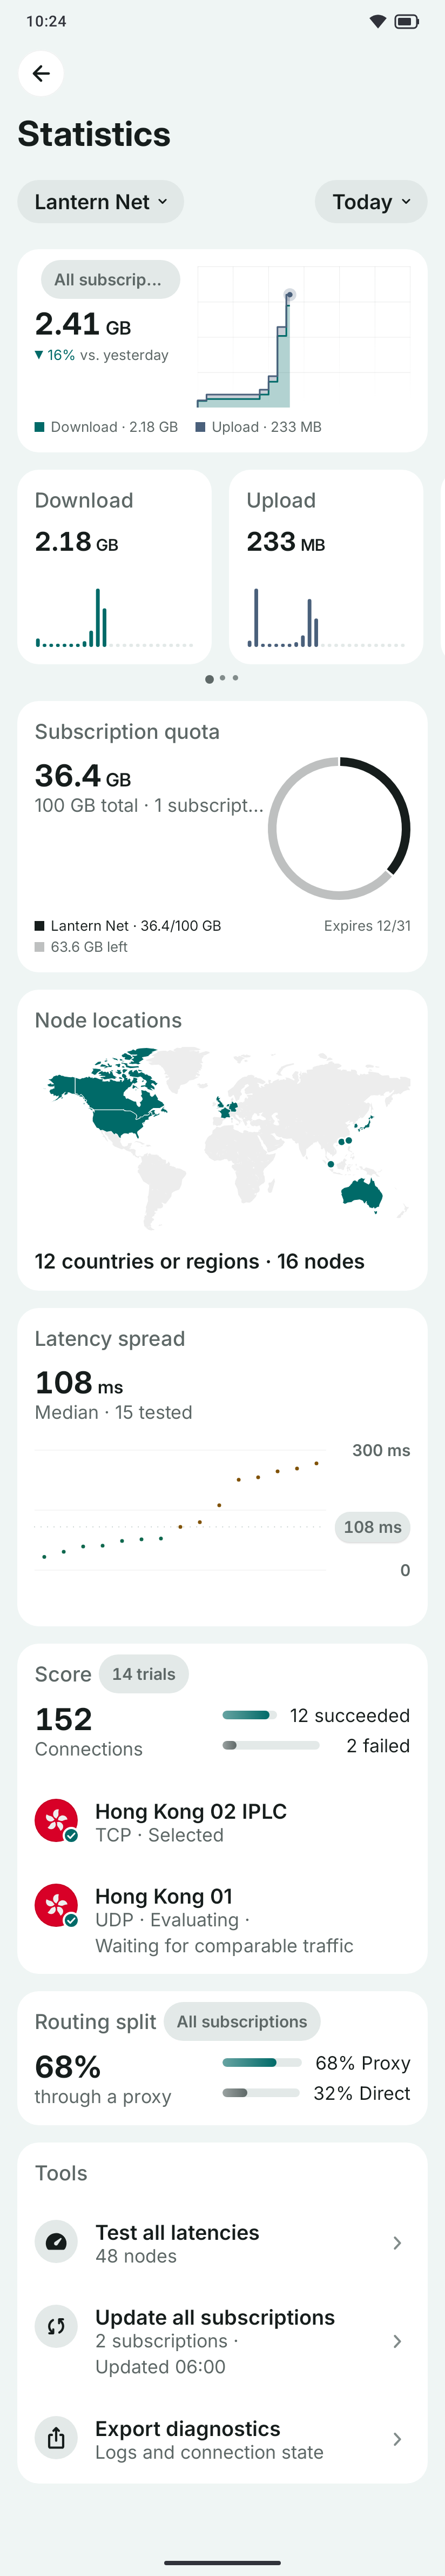 10:24
Statistics
Lantern Net
Today
All subscrip...
2.41 GB
▼ 16% vs. yesterday
Download · 2.18 GB
Upload · 233 MB
Download
2.18 GB
Upload
233 MB
Subscription quota
36.4 GB
100 GB total · 1 subscript...
Lantern Net · 36.4/100 GB
Expires 12/31
63.6 GB left
Node locations
12 countries or regions · 16 nodes
Latency spread
108 ms
Median · 15 tested
300 ms
108 ms
0
Score
14 trials
152
Connections
12 succeeded
2 failed
Hong Kong 02 IPLC
TCP · Selected
Hong Kong 01
UDP · Evaluating ·
Waiting for comparable traffic
Routing split
All subscriptions
68%
through a proxy
68% Proxy
32% Direct
Tools
Test all latencies
48 nodes
Update all subscriptions
2 subscriptions ·
Updated 06:00
Export diagnostics
Logs and connection state